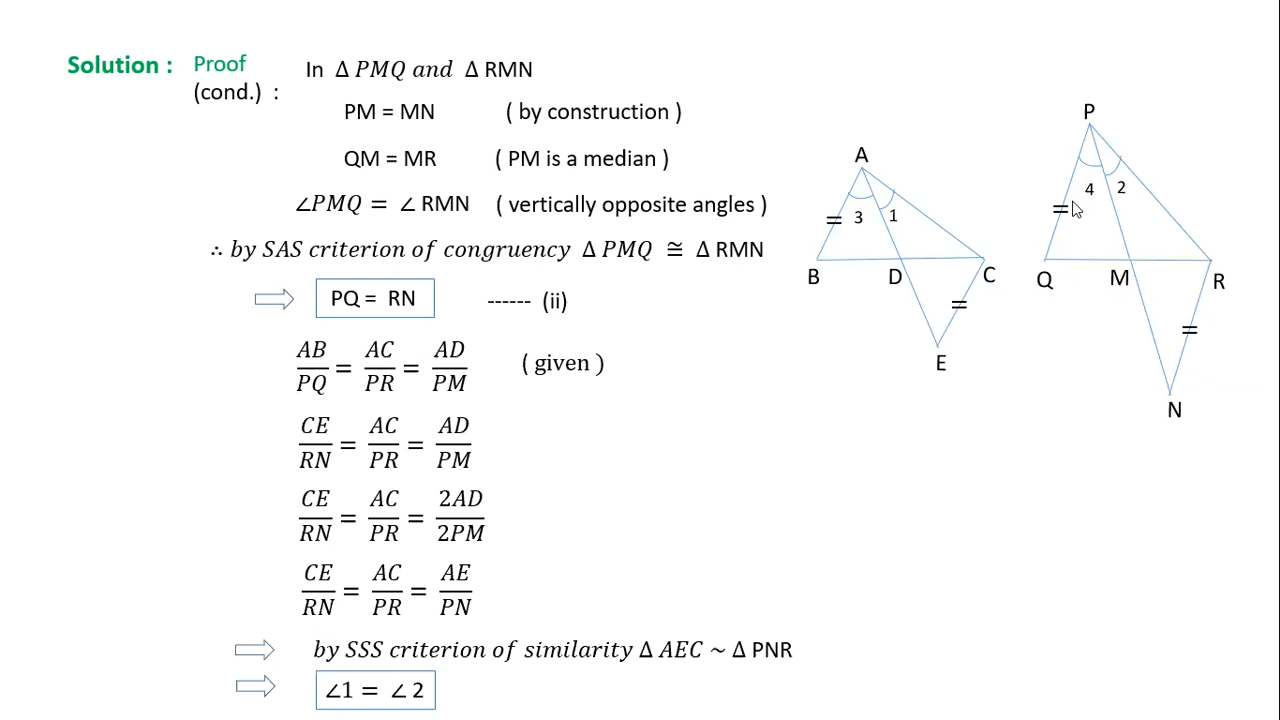 Solution : Proof
(cond.) :
In Δ PMQ and Δ RMN
PM = MN ( by construction )
QM = MR ( PM is a median )
∠PMQ = ∠ RMN ( vertically opposite angles )
∴ by SAS criterion of congruency Δ PMQ ≅ Δ RMN
PQ = RN ------ (ii)
AB/PQ = AC/PR = AD/PM ( given )
CE/RN = AC/PR = AD/PM
CE/RN = AC/PR = 2AD/2PM
CE/RN = AC/PR = AE/PN
by SSS criterion of similarity Δ AEC ~ Δ PNR
∠1 = ∠ 2
A
3 1
B D C
E
P
4 2
Q M R
N